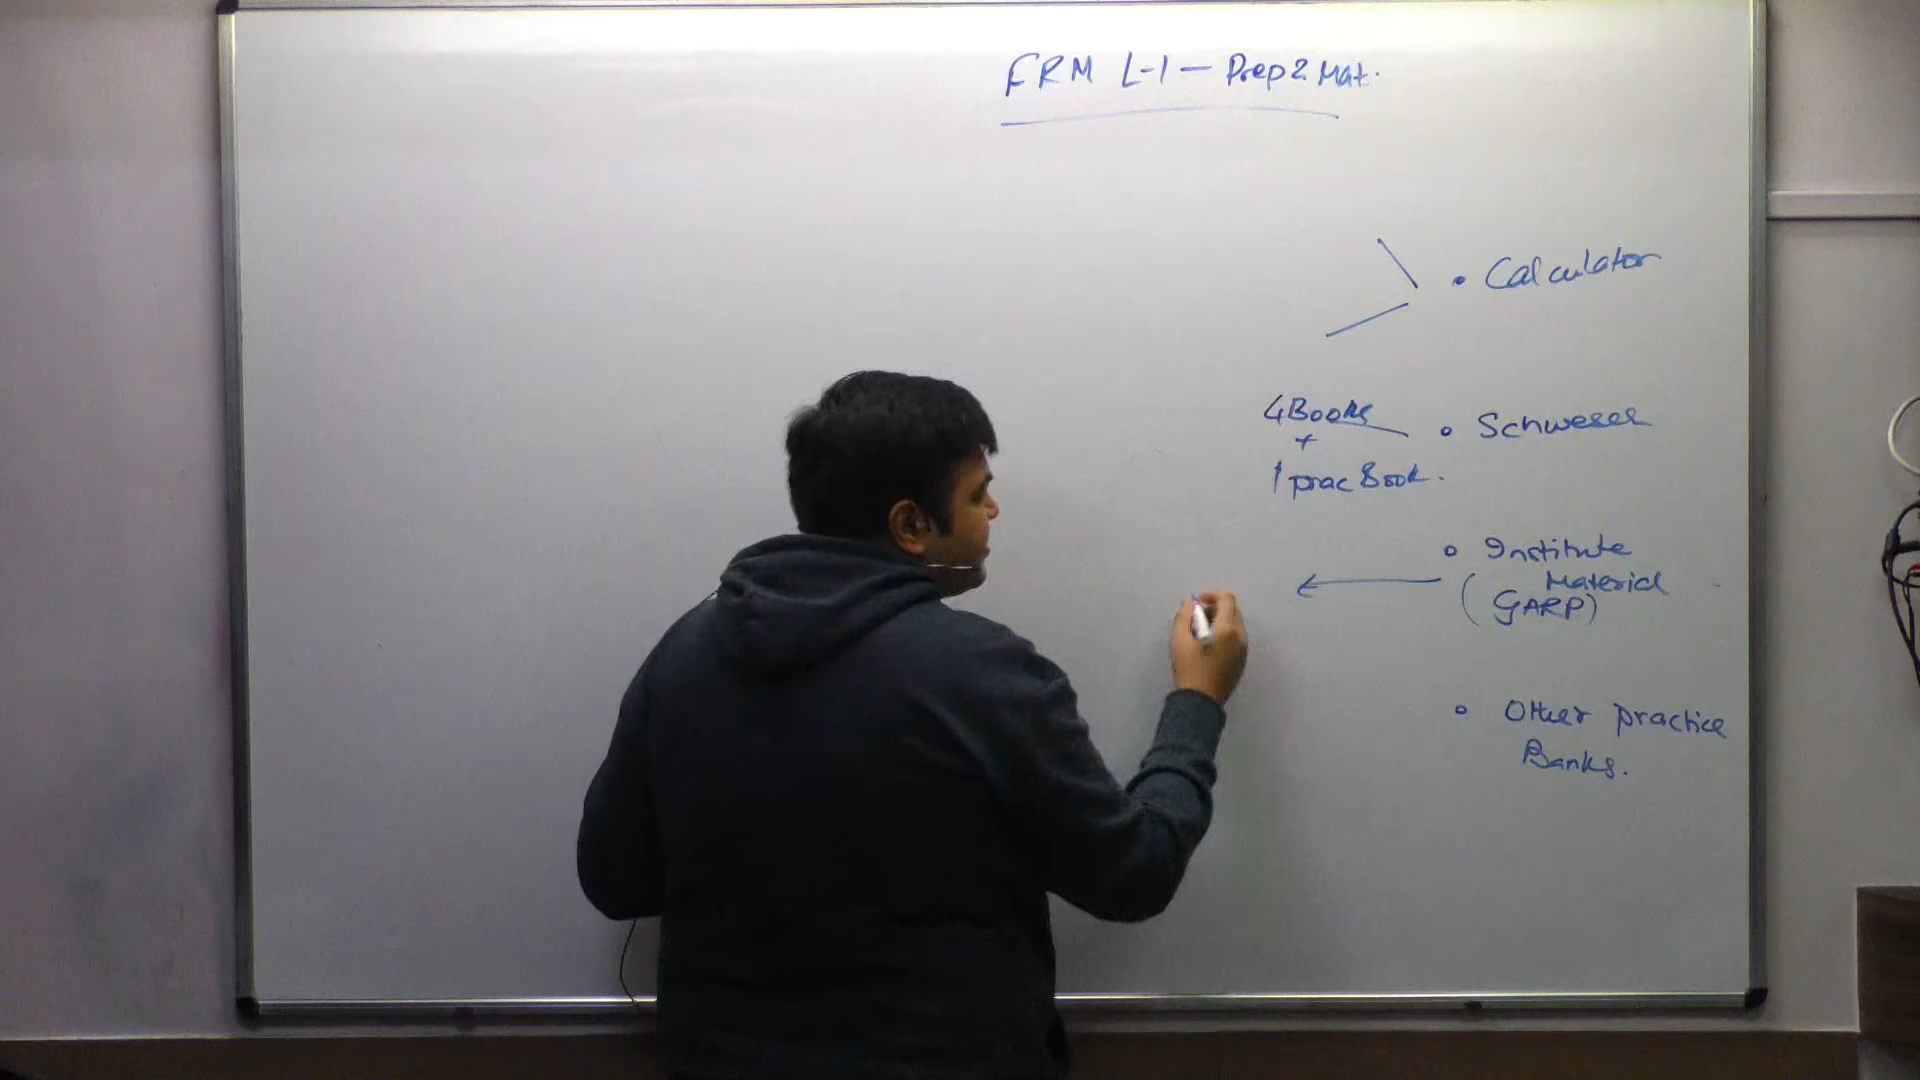 FRM L-1 — Prep & Mat.
• Calculator
4Books
+
1 prac Book.
• Schweser
• Institute
Material
(GARP)
• Other practice
Banks.